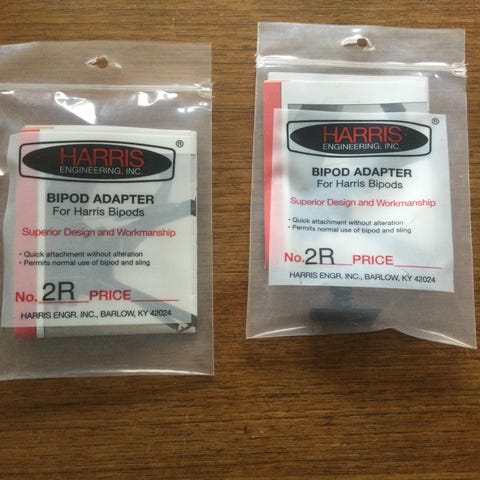 HARRIS ®
ENGINEERING, INC.
BIPOD ADAPTER
For Harris Bipods
Superior Design and Workmanship
• Quick attachment without alteration
• Permits normal use of bipod and sling
No. 2R PRICE
HARRIS ENGR. INC., BARLOW, KY 42024
HARRIS ®
ENGINEERING, INC.
BIPOD ADAPTER
For Harris Bipods
Superior Design and Workmanship
• Quick attachment without alteration
• Permits normal use of bipod and sling
No. 2R PRICE
HARRIS ENGR. INC., BARLOW, KY 42024